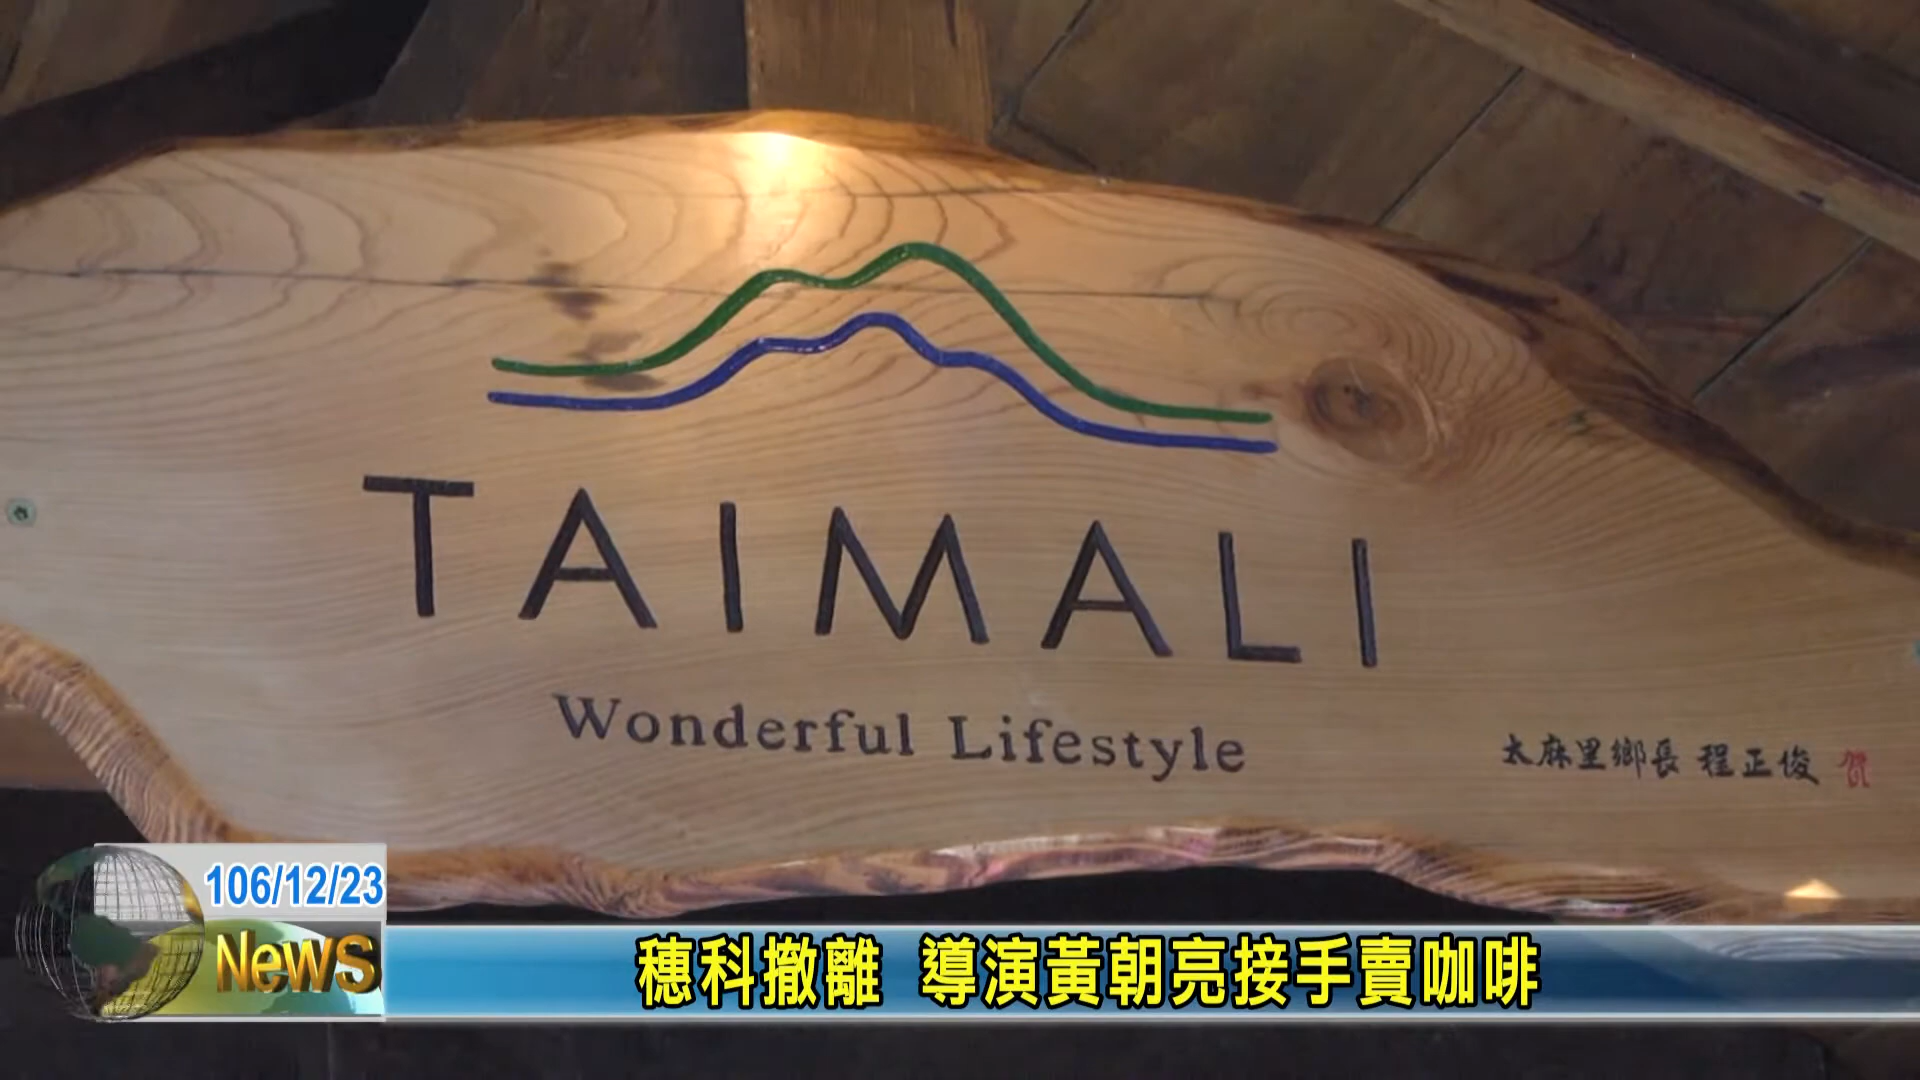 TAIMALI
Wonderful Lifestyle
太麻里鄉長 程正俊
106/12/23
News
穗科撤離 導演黃朝亮接手賣咖啡